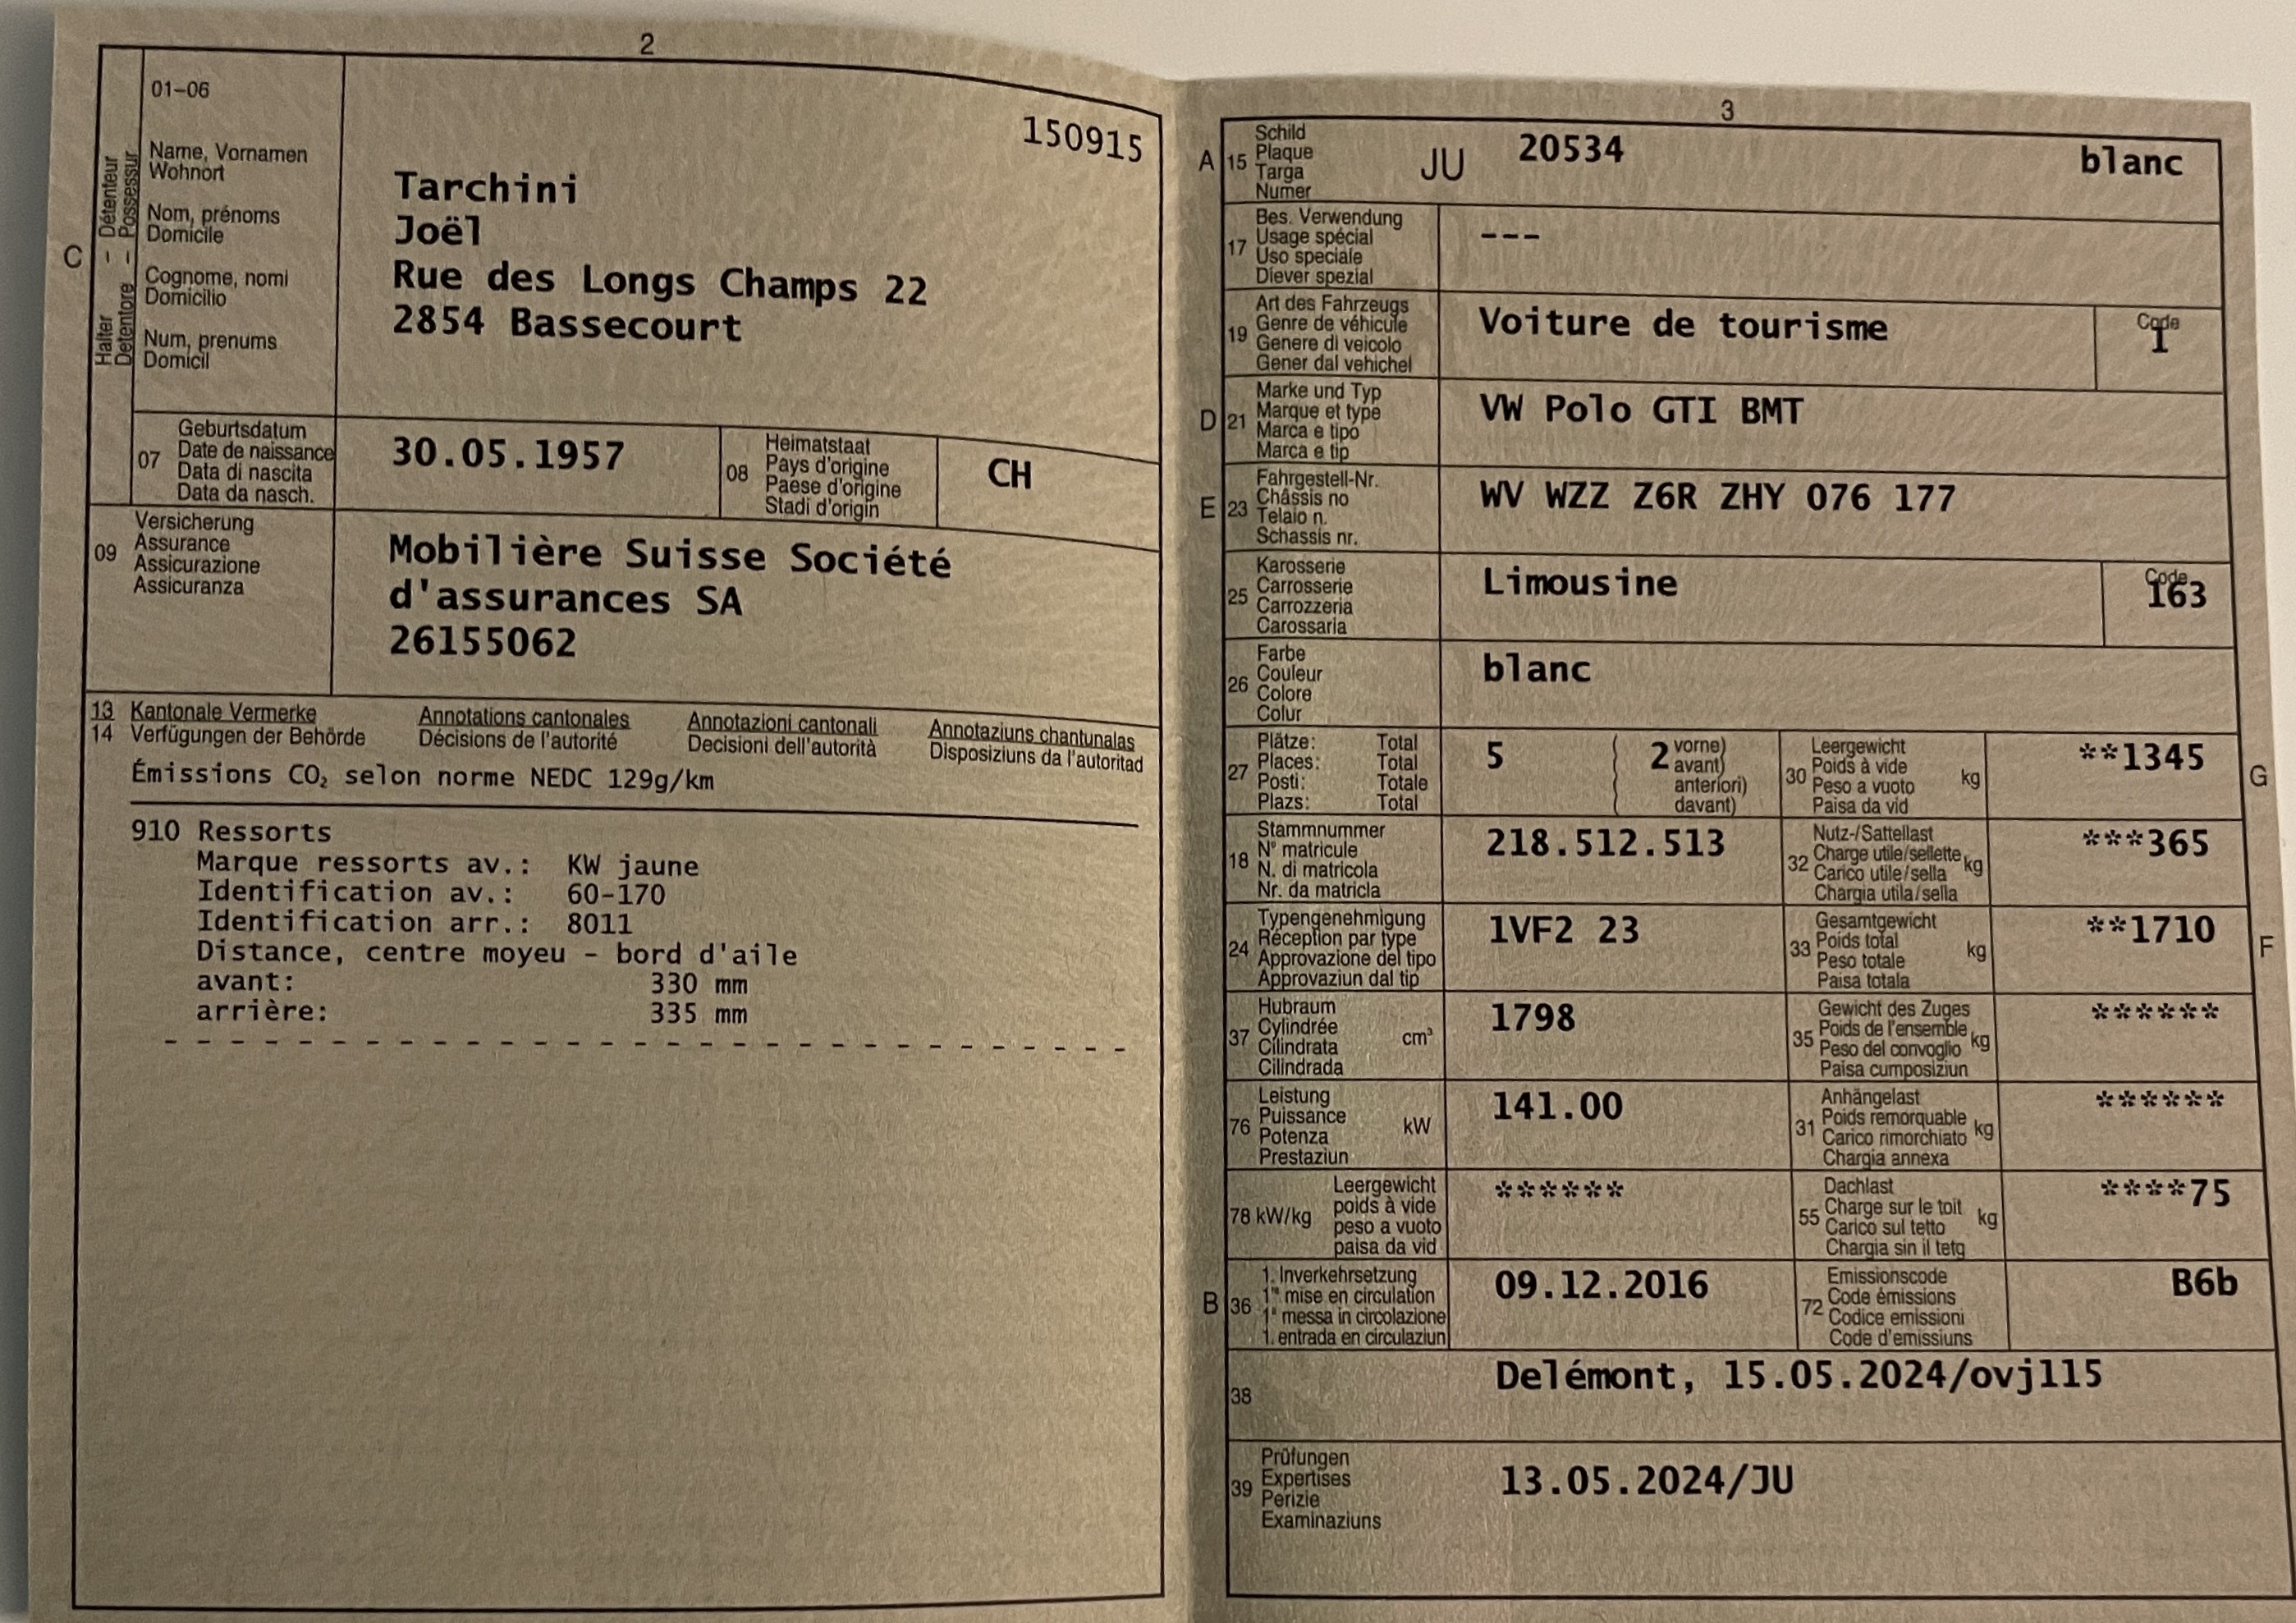 2
150915
01–06
Halter – Détenteur
Detentore – Possessur
C
Name, Vornamen
Wohnort
Nom, prénoms
Domicile
Cognome, nomi
Domicilio
Num, prenums
Domicil
Tarchini
Joël
Rue des Longs Champs 22
2854 Bassecourt
07
Geburtsdatum
Date de naissance
Data di nascita
Data da nasch.
30.05.1957
08
Heimatstaat
Pays d'origine
Paese d'origine
Stadi d'origin
CH
09
Versicherung
Assurance
Assicurazione
Assicuranza
Mobilière Suisse Société
d'assurances SA
26155062
13 Kantonale Vermerke Annotations cantonales Annotazioni cantonali Annotaziuns chantunalas
14 Verfügungen der Behörde Décisions de l'autorité Decisioni dell'autorità Disposiziuns da l'autoritad
Émissions CO₂ selon norme NEDC 129g/km
910 Ressorts
Marque ressorts av.: KW jaune
Identification av.: 60-170
Identification arr.: 8011
Distance, centre moyeu - bord d'aile
avant: 330 mm
arrière: 335 mm
3
A 15
Schild
Plaque
Targa
Numer
JU 20534 blanc
17
Bes. Verwendung
Usage spécial
Uso speciale
Diever spezial
---
19
Art des Fahrzeugs
Genre de véhicule
Genere di veicolo
Gener dal vehichel
Voiture de tourisme
Code
1
D 21
Marke und Typ
Marque et type
Marca e tipo
Marca e tip
VW Polo GTI BMT
E 23
Fahrgestell-Nr.
Châssis no
Telaio n.
Schassis nr.
WV WZZ Z6R ZHY 076 177
25
Karosserie
Carrosserie
Carrozzeria
Carossaria
Limousine
Code
163
26
Farbe
Couleur
Colore
Colur
blanc
27
Plätze: Total
Places: Total
Posti: Totale
Plazs: Total
5
2
vorne)
avant)
anteriori)
davant)
30
Leergewicht
Poids à vide
Peso a vuoto
Paisa da vid
kg
**1345
G
18
Stammnummer
N° matricule
N. di matricola
Nr. da matricla
218.512.513
32
Nutz-/Sattellast
Charge utile/sellette
Carico utile/sella
Chargia utila/sella
kg
***365
24
Typengenehmigung
Réception par type
Approvazione del tipo
Approvaziun dal tip
1VF2 23
33
Gesamtgewicht
Poids total
Peso totale
Paisa totala
kg
**1710
F
37
Hubraum
Cylindrée
Cilindrata
Cilindrada
cm³
1798
35
Gewicht des Zuges
Poids de l'ensemble
Peso del convoglio
Paisa cumposiziun
kg
******
76
Leistung
Puissance
Potenza
Prestaziun
kW
141.00
31
Anhängelast
Poids remorquable
Carico rimorchiato
Chargia annexa
kg
******
78 kW/kg
Leergewicht
poids à vide
peso a vuoto
paisa da vid
******
55
Dachlast
Charge sur le toit
Carico sul tetto
Chargia sin il tetg
kg
****75
B 36
1. Inverkehrsetzung
1re mise en circulation
1a messa in circolazione
1. entrada en circulaziun
09.12.2016
72
Emissionscode
Code émissions
Codice emissioni
Code d'emissiuns
B6b
38
Delémont, 15.05.2024/ovj115
39
Prüfungen
Expertises
Perizie
Examinaziuns
13.05.2024/JU